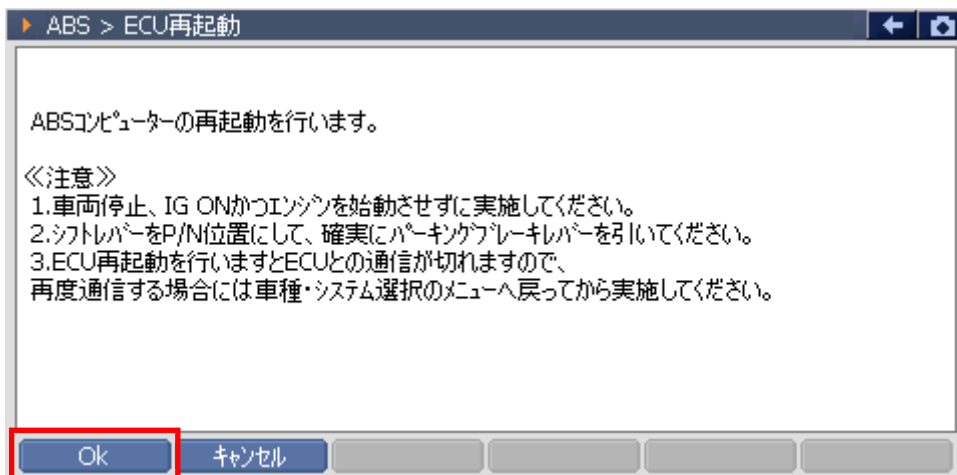 ABS > ECU再起動
ABSｺﾝﾋﾟｭｰﾀｰの再起動を行います。
≪注意≫
1.車両停止、IG ONかつｴﾝｼﾞﾝを始動させずに実施してください。
2.ｼﾌﾄﾚﾊﾞｰをP/N位置にして、確実にﾊﾟｰｷﾝｸﾞﾌﾞﾚｰｷﾚﾊﾞｰを引いてください。
3.ECU再起動を行いますとECUとの通信が切れますので、
再度通信する場合には車種・ｼｽﾃﾑ選択のﾒﾆｭｰへ戻ってから実施してください。
Ok ｷｬﾝｾﾙ